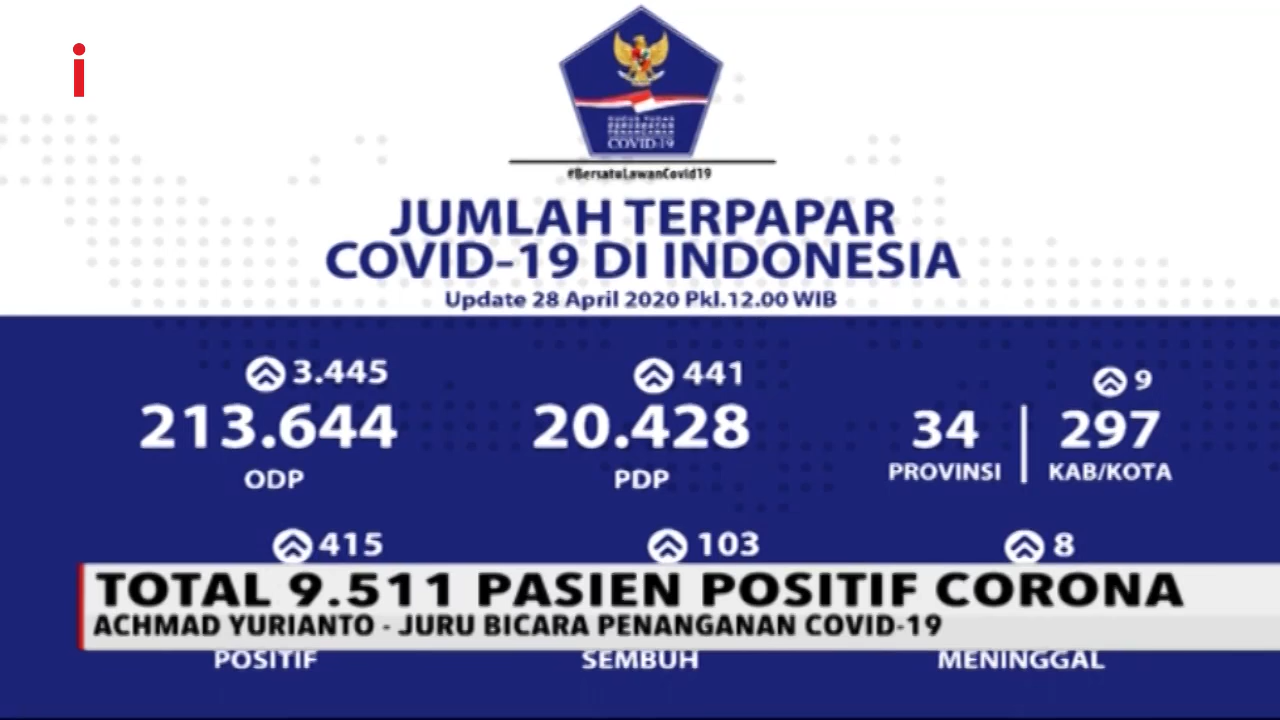 i
COVID-19
#BersatuLawanCovid19
JUMLAH TERPAPAR
COVID-19 DI INDONESIA
Update 28 April 2020 Pkl.12.00 WIB
3.445
213.644
ODP
441
20.428
PDP
34
PROVINSI
9
297
KAB/KOTA
415
103
8
TOTAL 9.511 PASIEN POSITIF CORONA
ACHMAD YURIANTO - JURU BICARA PENANGANAN COVID-19
POSITIF
SEMBUH
MENINGGAL